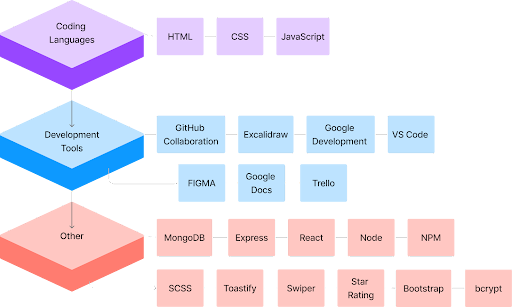 Coding
Languages
HTML
CSS
JavaScript
Development
Tools
GitHub
Collaboration
Excalidraw
Google
Development
VS Code
FIGMA
Google
Docs
Trello
Other
MongoDB
Express
React
Node
NPM
SCSS
Toastify
Swiper
Star
Rating
Bootstrap
bcrypt